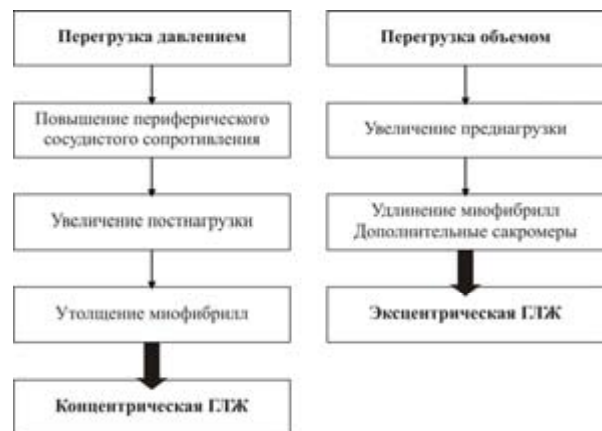 Перегрузка давлением
Повышение периферического
сосудистого сопротивления
Увеличение постнагрузки
Утолщение миофибрилл
Концентрическая ГЛЖ
Перегрузка объемом
Увеличение преднагрузки
Удлинение миофибрилл
Дополнительные сакромеры
Эксцентрическая ГЛЖ